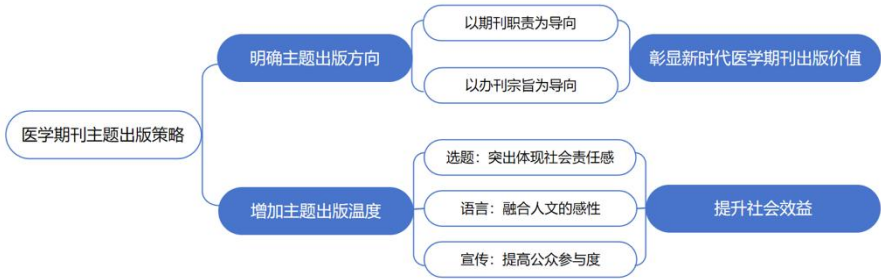 医学期刊主题出版策略
明确主题出版方向
以期刊职责为导向
以办刊宗旨为导向
彰显新时代医学期刊出版价值
增加主题出版温度
选题：突出体现社会责任感
语言：融合人文的感性
宣传：提高公众参与度
提升社会效益